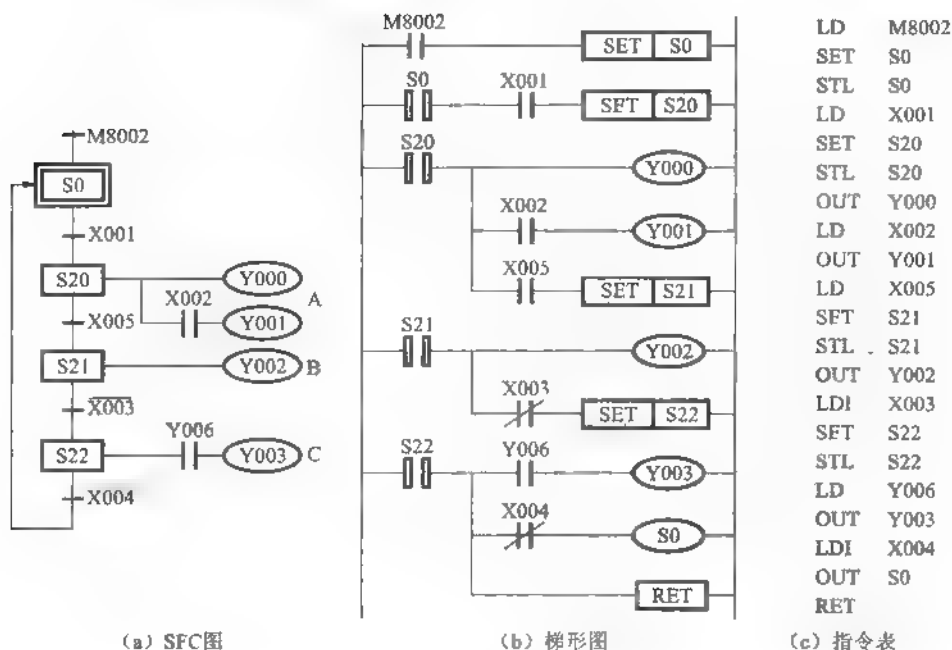 M8002
S0
X001
S20
Y000
A
X002
Y001
X005
S21
Y002
B
X003
S22
Y006
Y003
C
X004
(a) SFC图
M8002
SET S0
S0
X001
SET S20
S20
Y000
X002
Y001
X005
SET S21
S21
Y002
X003
SET S22
S22
Y006
Y003
X004
S0
RET
(b) 梯形图
LD M8002
SET S0
STL S0
LD X001
SET S20
STL S20
OUT Y000
LD X002
OUT Y001
LD X005
SFT S21
STL S21
OUT Y002
LDI X003
SFT S22
STL S22
LD Y006
OUT Y003
LDI X004
OUT S0
RET
(c) 指令表